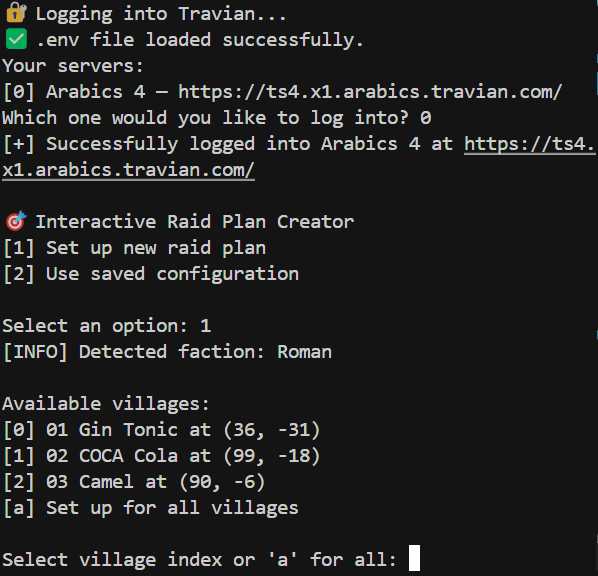 🔐 Logging into Travian...
✅ .env file loaded successfully.
Your servers:
[0] Arabics 4 — https://ts4.x1.arabics.travian.com/
Which one would you like to log into? 0
[+] Successfully logged into Arabics 4 at https://ts4.
x1.arabics.travian.com/
🎯 Interactive Raid Plan Creator
[1] Set up new raid plan
[2] Use saved configuration
Select an option: 1
[INFO] Detected faction: Roman
Available villages:
[0] 01 Gin Tonic at (36, -31)
[1] 02 COCA Cola at (99, -18)
[2] 03 Camel at (90, -6)
[a] Set up for all villages
Select village index or 'a' for all: